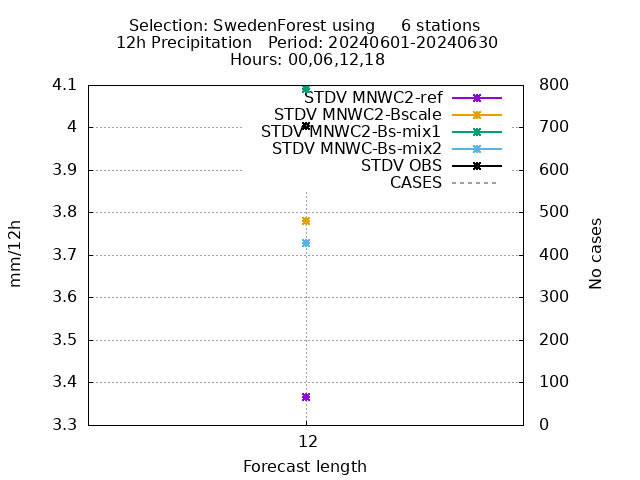 Selection: SwedenForest using     6 stations
12h Precipitation   Period: 20240601-20240630
Hours: 00,06,12,18
4.1
4
3.9
3.8
3.7
3.6
3.5
3.4
3.3
mm/12h
800
700
600
500
400
300
200
100
0
No cases
STDV MNWC2-ref
STDV MNWC2-Bscale
STDV MNWC2-Bs-mix1
STDV MNWC-Bs-mix2
STDV OBS
CASES
12
Forecast length